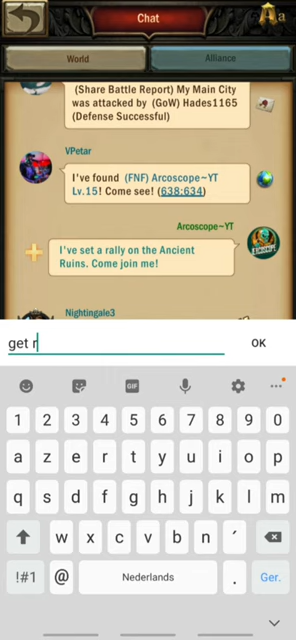 Chat
Aa
World
Alliance
(Share Battle Report) My Main City
was attacked by (GoW) Hades1165
(Defense Successful)
VPetar
I've found (FNF) Arcoscope~YT
Lv.15! Come see! (638:634)
Arcoscope~YT
I've set a rally on the Ancient
Ruins. Come join me!
Nightingale3
get r
OK
GIF
1 2 3 4 5 6 7 8 9 0
a z e r t y u i o p
q s d f g h j k l m
w x c v b n ´
!#1 @ Nederlands . Ger.